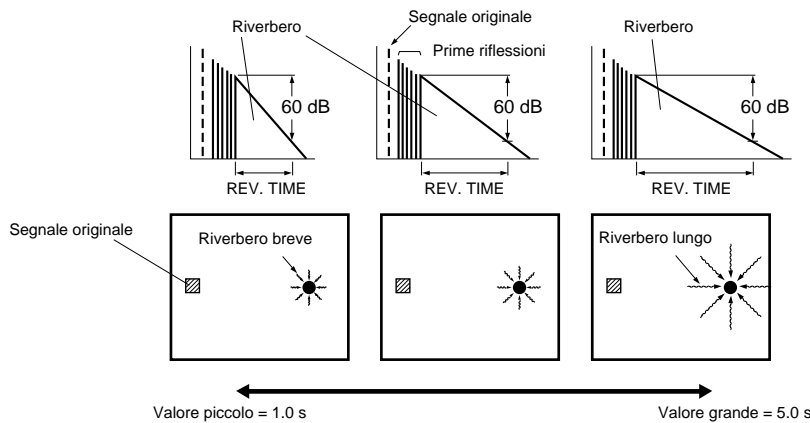 Segnale originale
Riverbero
Prime riflessioni
Riverbero
60 dB
60 dB
60 dB
REV. TIME
REV. TIME
REV. TIME
Segnale originale
Riverbero breve
Riverbero lungo
Valore piccolo = 1.0 s
Valore grande = 5.0 s